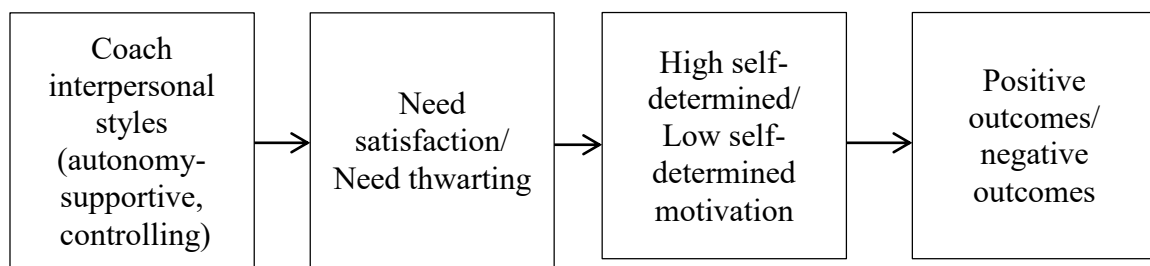 Coach
interpersonal
styles
(autonomy-
supportive,
controlling)
Need
satisfaction/
Need thwarting
High self-
determined/
Low self-
determined
motivation
Positive
outcomes/
negative
outcomes